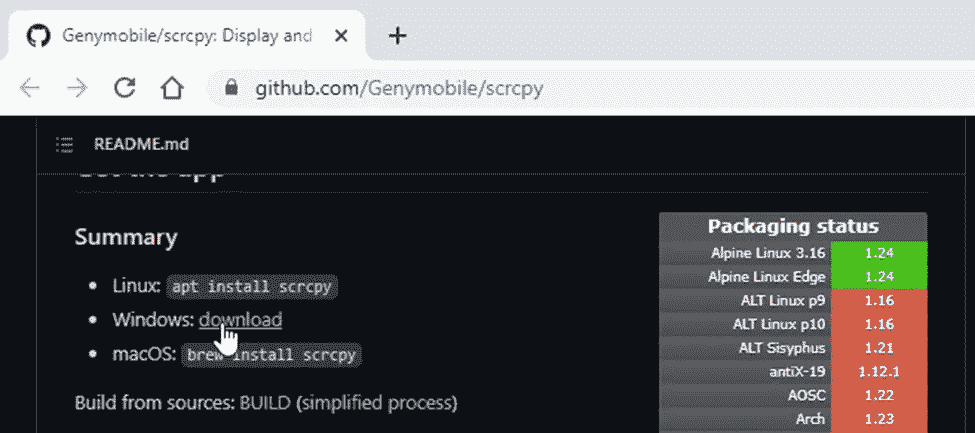 Genymobile/scrcpy: Display and
github.com/Genymobile/scrcpy
README.md
Summary
• Linux: apt install scrcpy
• Windows: download
• macOS: brew install scrcpy
Build from sources: BUILD (simplified process)
Packaging status
Alpine Linux 3.16 1.24
Alpine Linux Edge 1.24
ALT Linux p9 1.16
ALT Linux p10 1.16
ALT Sisyphus 1.21
antiX-19 1.12.1
AOSC 1.22
Arch 1.23